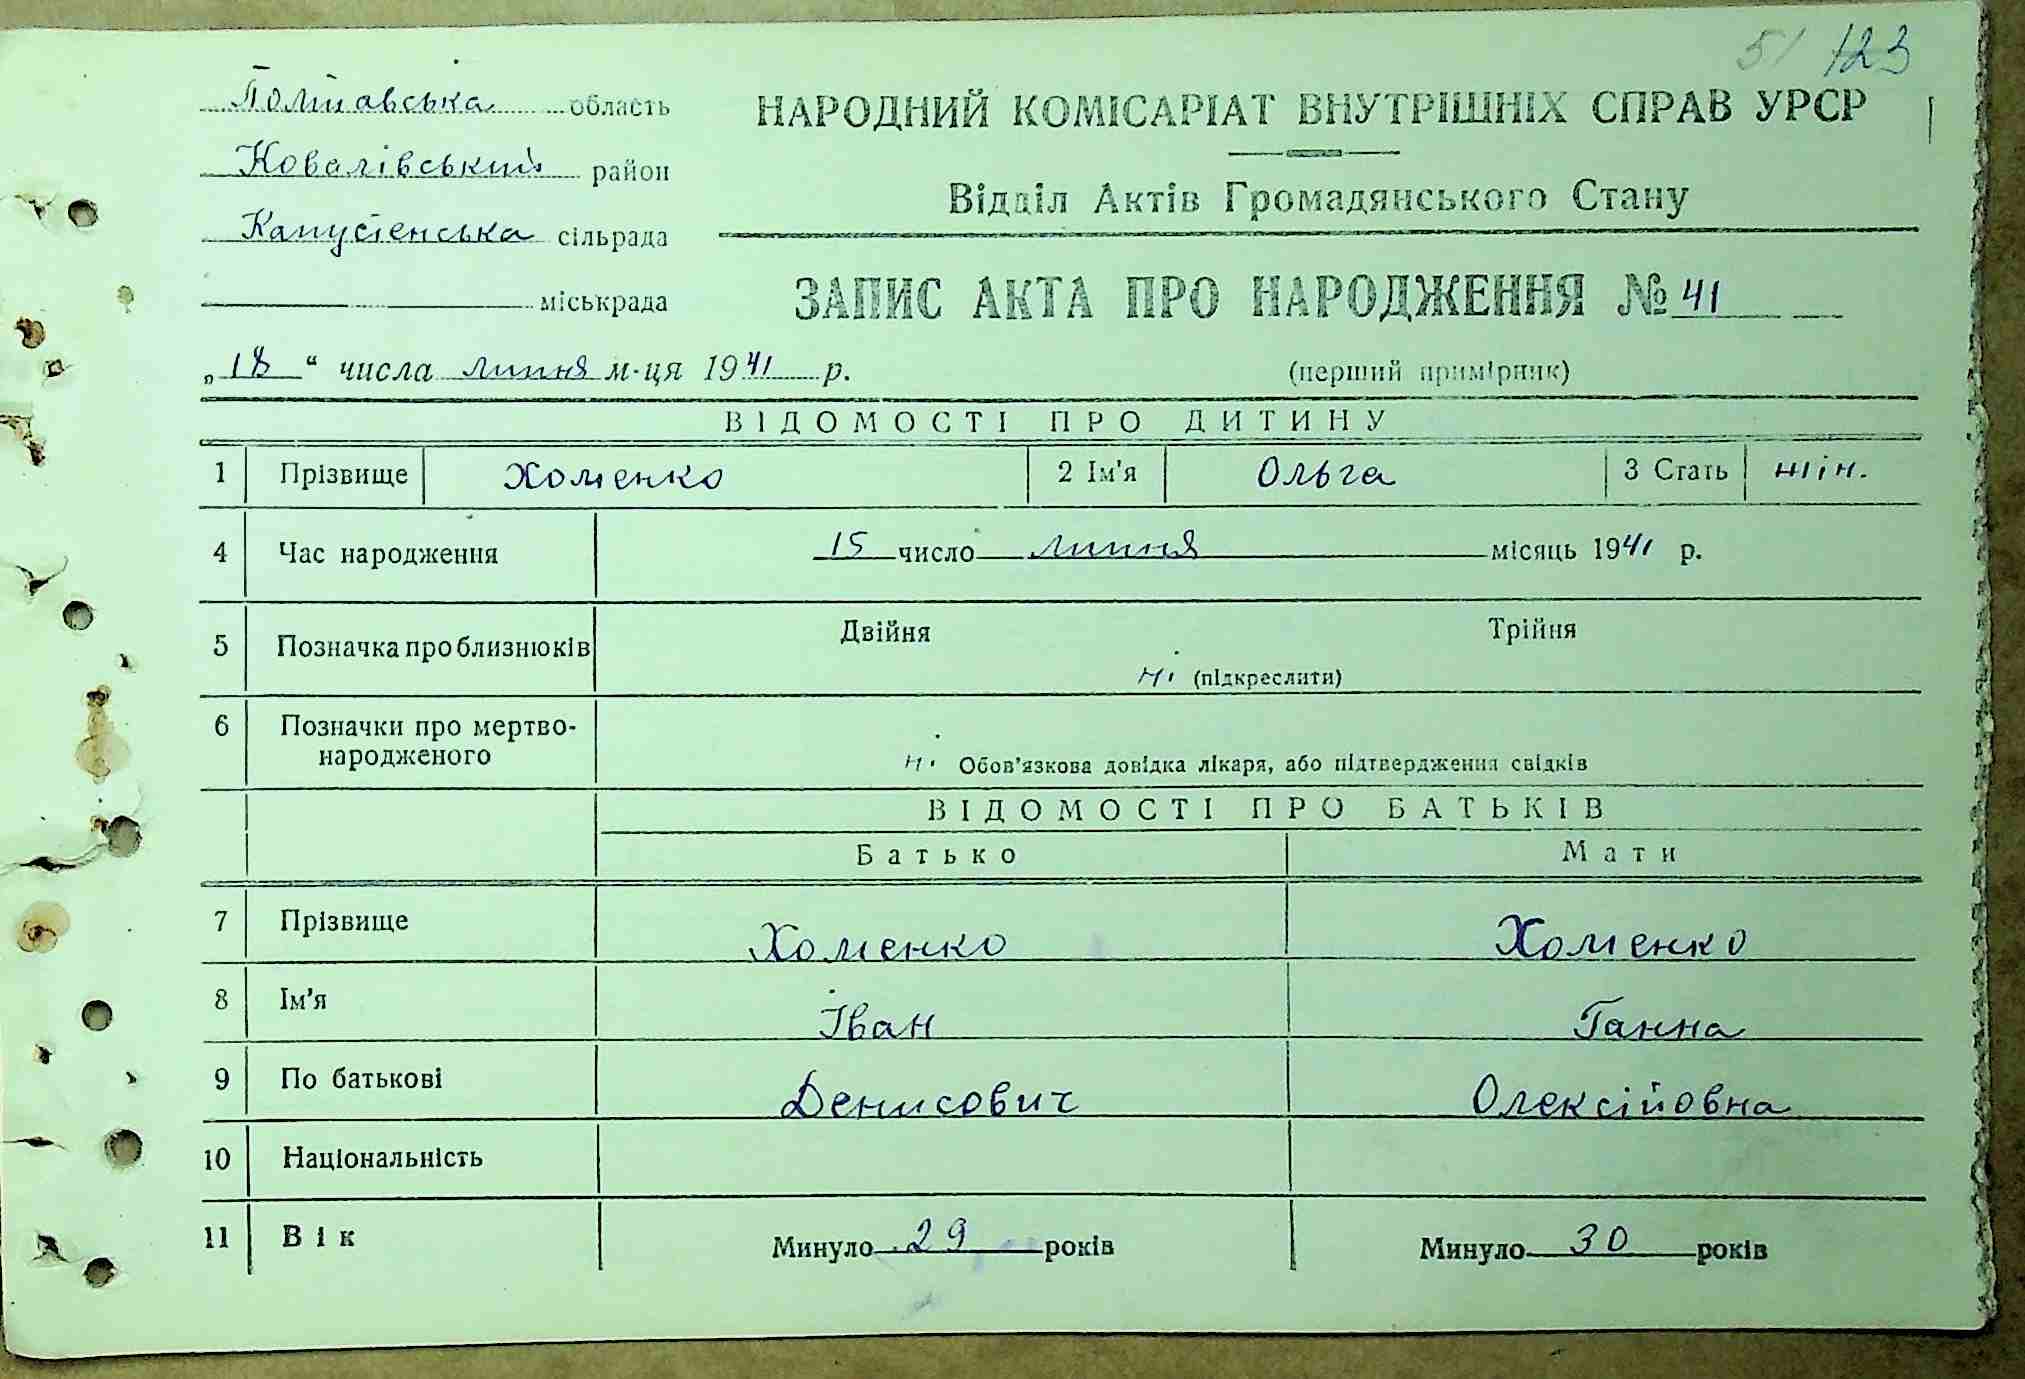 51 123
Полтавська область
НАРОДНИЙ КОМІСАРІАТ ВНУТРІШНІХ СПРАВ УРСР
Ковалівський район
Відділ Актів Громадянського Стану
Капустенська сільрада
міськрада
ЗАПИС АКТА ПРО НАРОДЖЕННЯ № 41
„18“ числа липня м-ця 1941 р.
(перший примірник)
ВІДОМОСТІ ПРО ДИТИНУ
1 Прізвище Хоменко 2 Ім'я Ольга 3 Стать жін.
4 Час народження 15 число липня місяць 1941 р.
5 Позначка про близнюків Двійня Трійня
ні (підкреслити)
6 Позначки про мертво-
народженого
ні Обов'язкова довідка лікаря, або підтвердження свідків
ВІДОМОСТІ ПРО БАТЬКІВ
Батько Мати
7 Прізвище Хоменко Хоменко
8 Ім'я Іван Ганна
9 По батькові Денисович Олексійовна
10 Національність
11 Вік Минуло 29 років Минуло 30 років